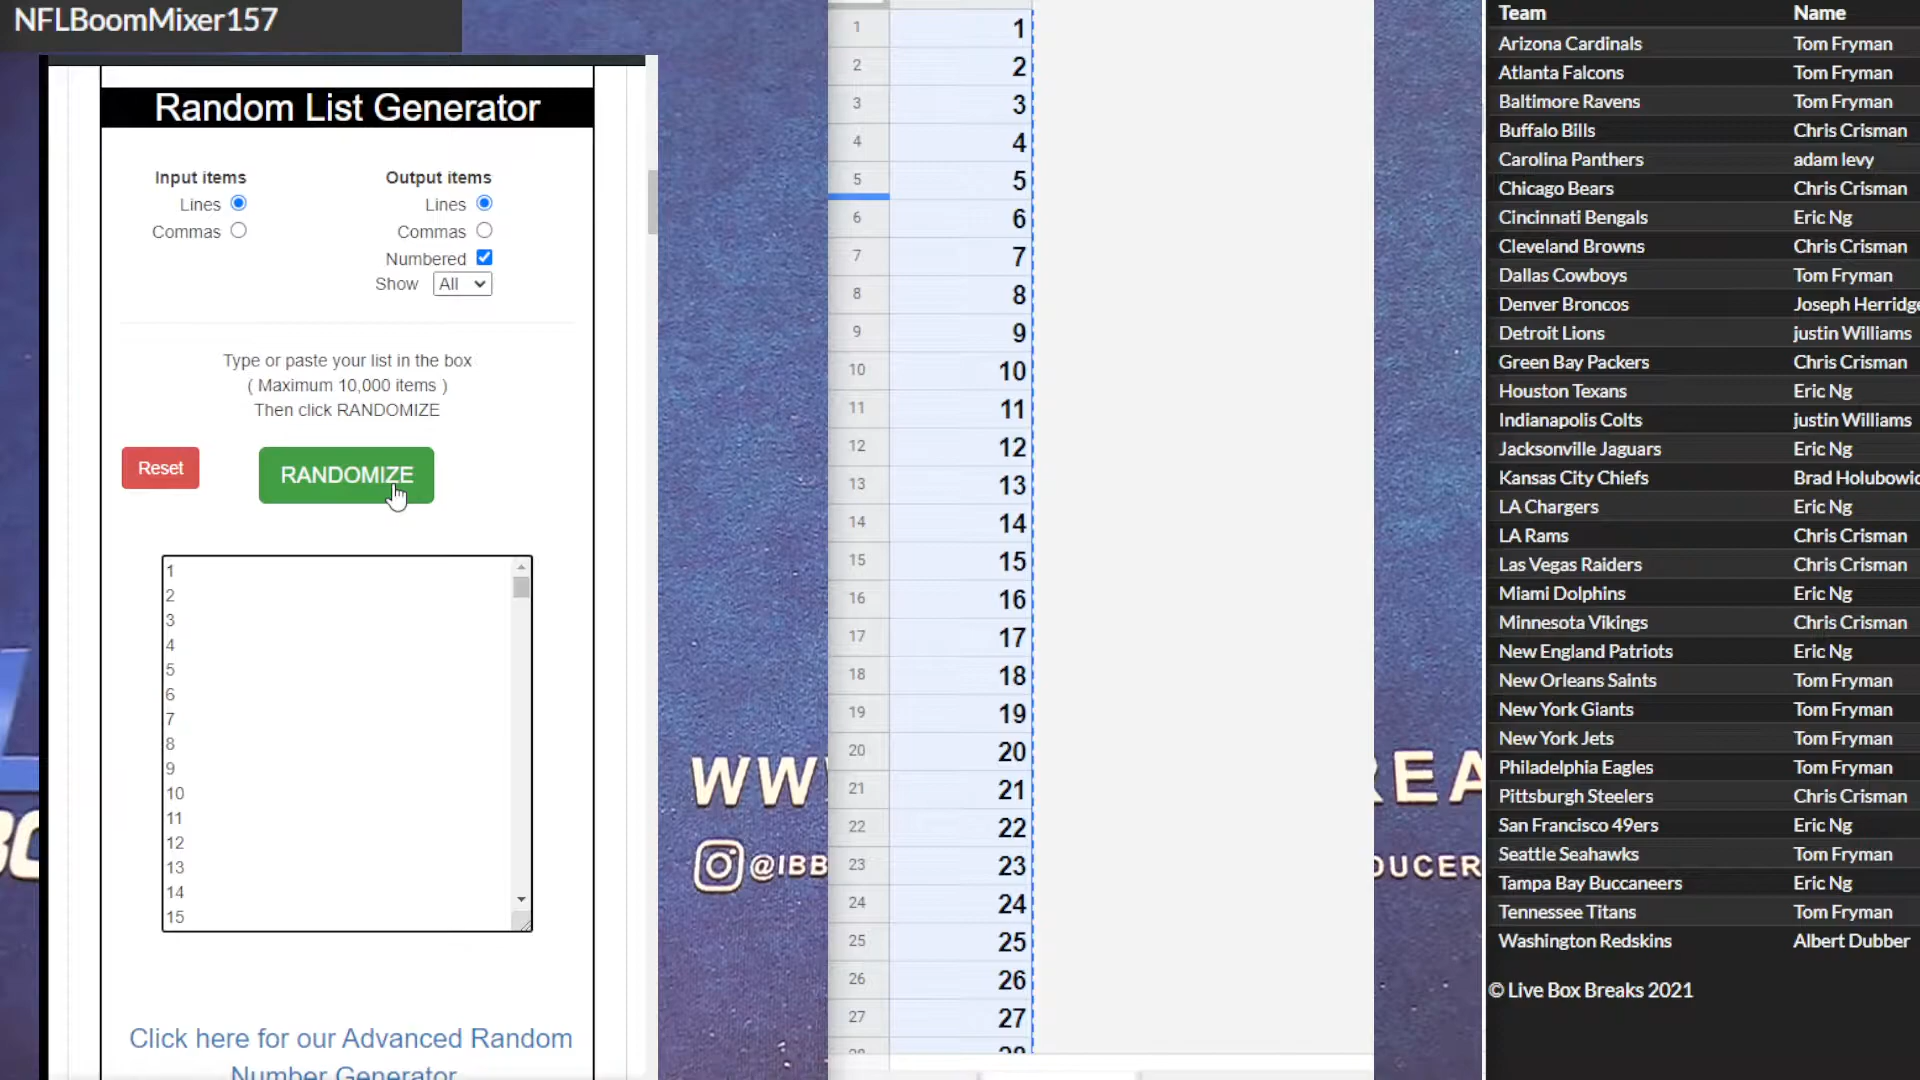 NFLBoomMixer157
Random List Generator
Input items
Lines
Commas
Output items
Lines
Commas
Numbered
Show All
Type or paste your list in the box
( Maximum 10,000 items )
Then click RANDOMIZE
Reset
RANDOMIZE
1
2
3
4
5
6
7
8
9
10
11
12
13
14
15
Click here for our Advanced Random
Number Generator
1 1
2 2
3 3
4 4
5 5
6 6
7 7
8 8
9 9
10 10
11 11
12 12
13 13
14 14
15 15
16 16
17 17
18 18
19 19
20 20
21 21
22 22
23 23
24 24
25 25
26 26
27 27
28 28
WW
REA
@IBB
DUCER
Team Name
Arizona Cardinals Tom Fryman
Atlanta Falcons Tom Fryman
Baltimore Ravens Tom Fryman
Buffalo Bills Chris Crisman
Carolina Panthers adam levy
Chicago Bears Chris Crisman
Cincinnati Bengals Eric Ng
Cleveland Browns Chris Crisman
Dallas Cowboys Tom Fryman
Denver Broncos Joseph Herridge
Detroit Lions justin Williams
Green Bay Packers Chris Crisman
Houston Texans Eric Ng
Indianapolis Colts justin Williams
Jacksonville Jaguars Eric Ng
Kansas City Chiefs Brad Holubowic
LA Chargers Eric Ng
LA Rams Chris Crisman
Las Vegas Raiders Chris Crisman
Miami Dolphins Eric Ng
Minnesota Vikings Chris Crisman
New England Patriots Eric Ng
New Orleans Saints Tom Fryman
New York Giants Tom Fryman
New York Jets Tom Fryman
Philadelphia Eagles Tom Fryman
Pittsburgh Steelers Chris Crisman
San Francisco 49ers Eric Ng
Seattle Seahawks Tom Fryman
Tampa Bay Buccaneers Eric Ng
Tennessee Titans Tom Fryman
Washington Redskins Albert Dubber
© Live Box Breaks 2021